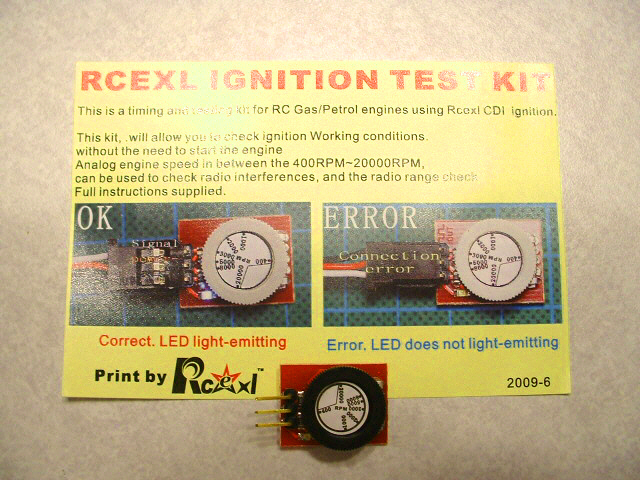 RCEXL IGNITION TEST KIT
This is a timing and testing kit for RC Gas/Petrol engines using Rcexl CDI ignition.
This kit, .will allow you to check ignition Working conditions.
without the need to start the engine
Analog engine speed in between the 400RPM~20000RPM,
can be used to check radio interferences, and the radio range check
Full instructions supplied.
OK
Signal
power
ERROR
Connection
error
OUT
Correct. LED light-emitting
Error. LED does not light-emitting
Print by Rcexl™
2009-6
400 RPM